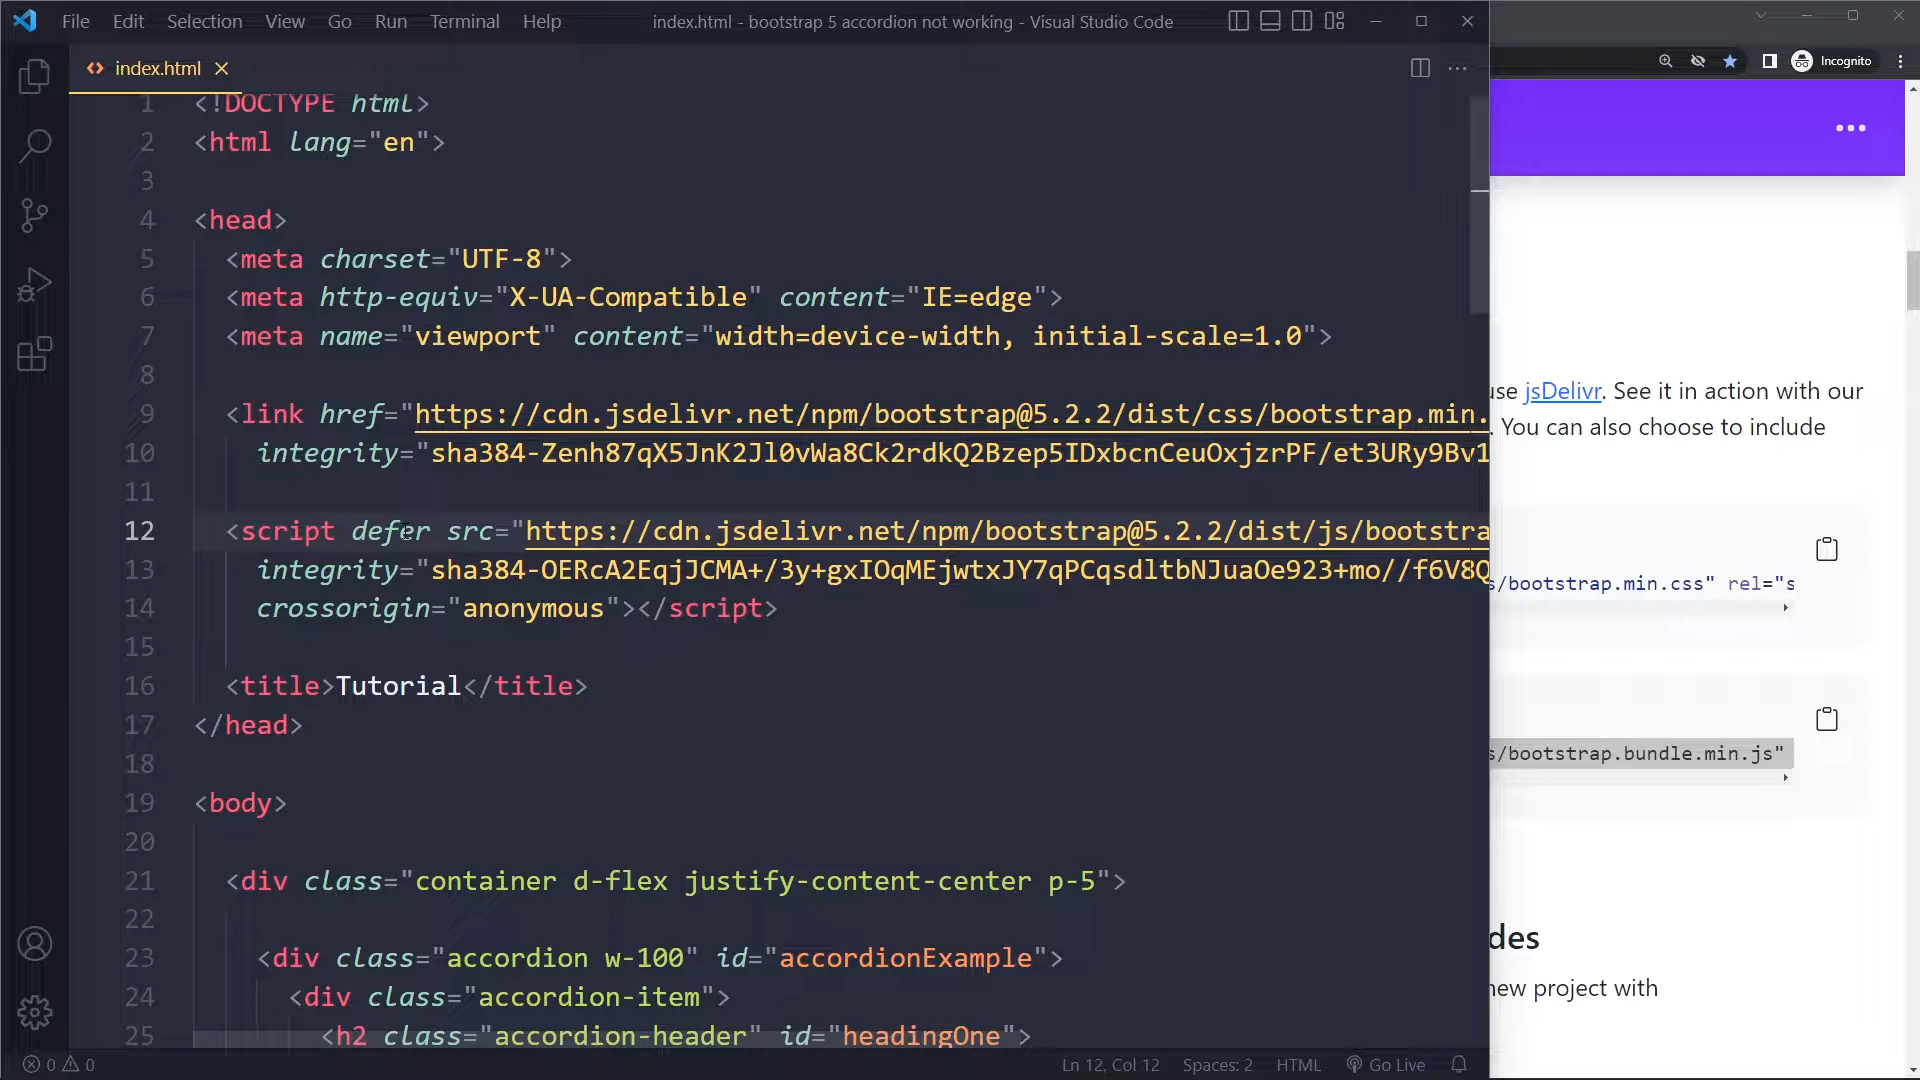 File Edit Selection View Go Run Terminal Help
index.html - bootstrap 5 accordion not working - Visual Studio Code
Incognito
index.html
1 <!DOCTYPE html>
2 <html lang="en">
3
4 <head>
5 <meta charset="UTF-8">
6 <meta http-equiv="X-UA-Compatible" content="IE=edge">
7 <meta name="viewport" content="width=device-width, initial-scale=1.0">
8
9 <link href="https://cdn.jsdelivr.net/npm/bootstrap@5.2.2/dist/css/bootstrap.min.
10 integrity="sha384-Zenh87qX5JnK2Jl0vWa8Ck2rdkQ2Bzep5IDxbcnCeuOxjzrPF/et3URy9Bv1
11
12 <script defer src="https://cdn.jsdelivr.net/npm/bootstrap@5.2.2/dist/js/bootstra
13 integrity="sha384-OERcA2EqjJCMA+/3y+gxIOqMEjwtxJY7qPCqsdltbNJuaOe923+mo//f6V8Q
14 crossorigin="anonymous"></script>
15
16 <title>Tutorial</title>
17 </head>
18
19 <body>
20
21 <div class="container d-flex justify-content-center p-5">
22
23 <div class="accordion w-100" id="accordionExample">
24 <div class="accordion-item">
25 <h2 class="accordion-header" id="headingOne">
0 0
Ln 12, Col 12 Spaces: 2 HTML Go Live
use jsDelivr. See it in action with our
. You can also choose to include
s/bootstrap.min.css" rel="s
s/bootstrap.bundle.min.js"
des
new project with